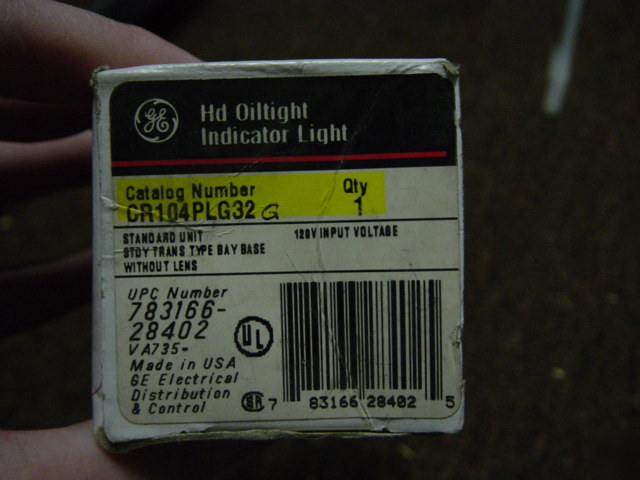 GE
Hd Oiltight
Indicator Light
Catalog Number Qty
CR104PLG32 G 1
STANDARD UNIT 120V INPUT VOLTAGE
STDY TRANS TYPE BAY BASE
WITHOUT LENS
UPC Number
783166-
28402
VA735-
Made in USA
GE Electrical
Distribution
& Control
UL
7 83166 28402 5